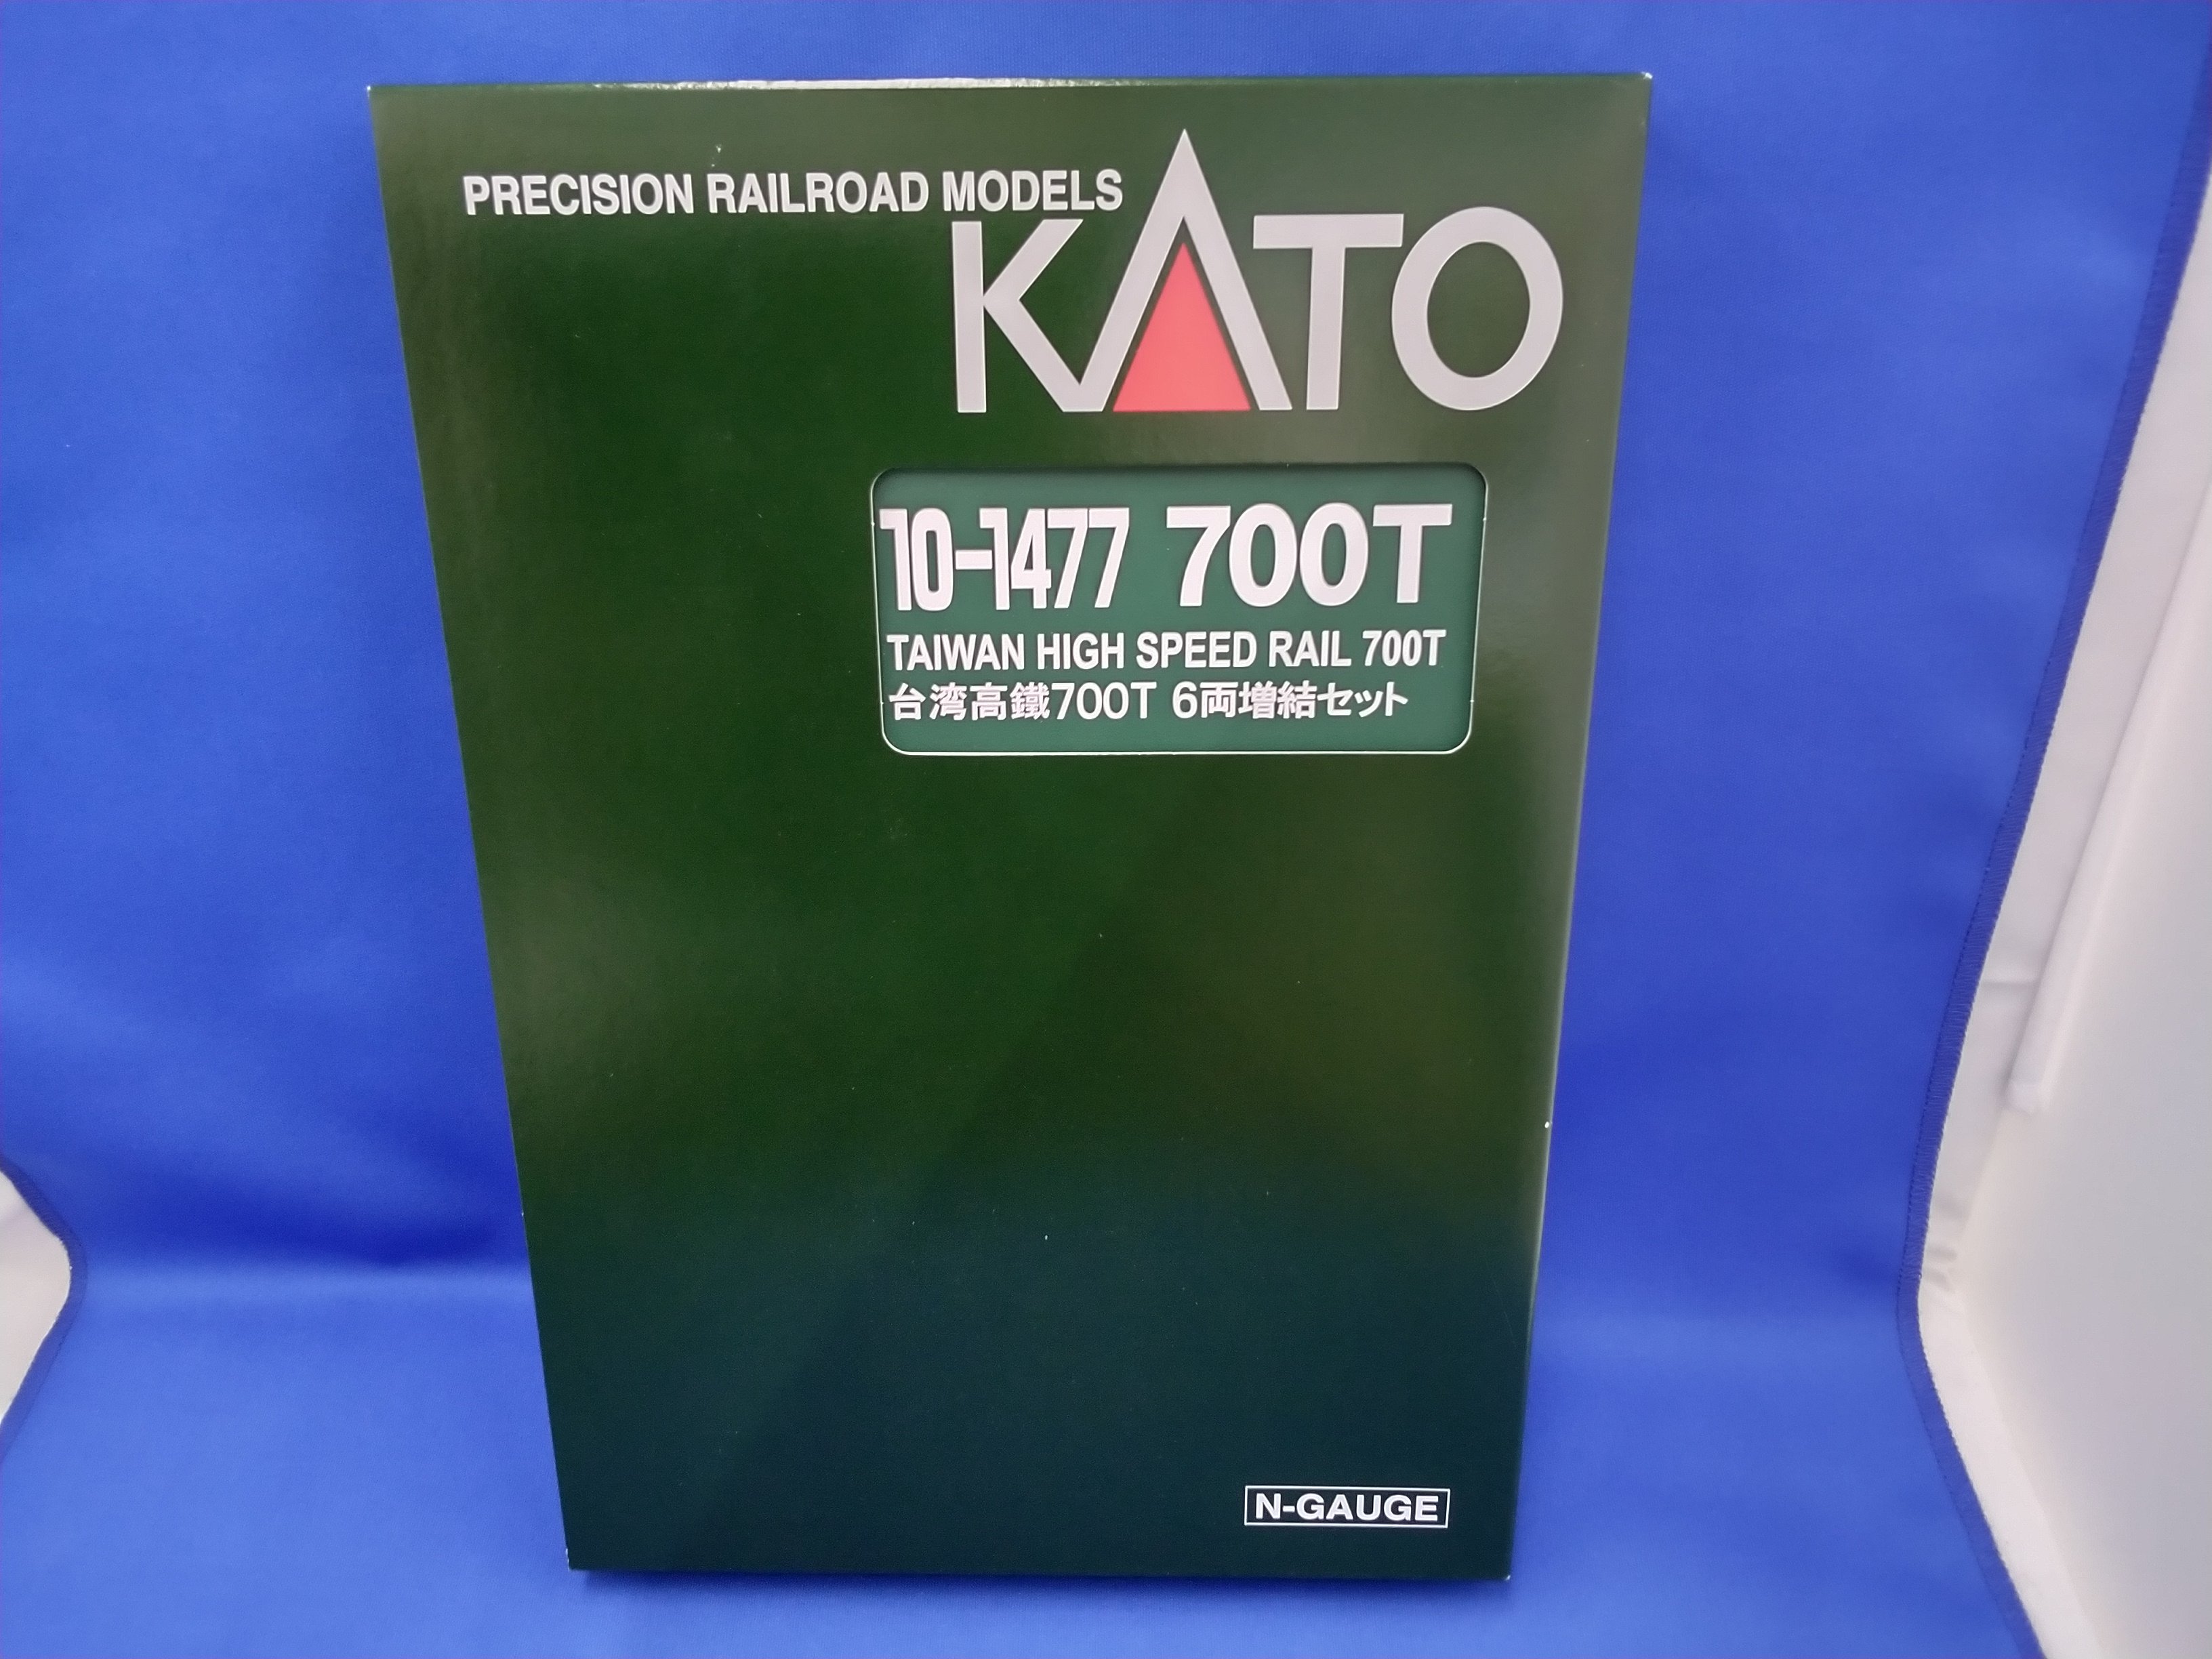 PRECISION RAILROAD MODELS
KATO
10-1477 700T
TAIWAN HIGH SPEED RAIL 700T
台湾高鐵700T 6両増結セット
N-GAUGE